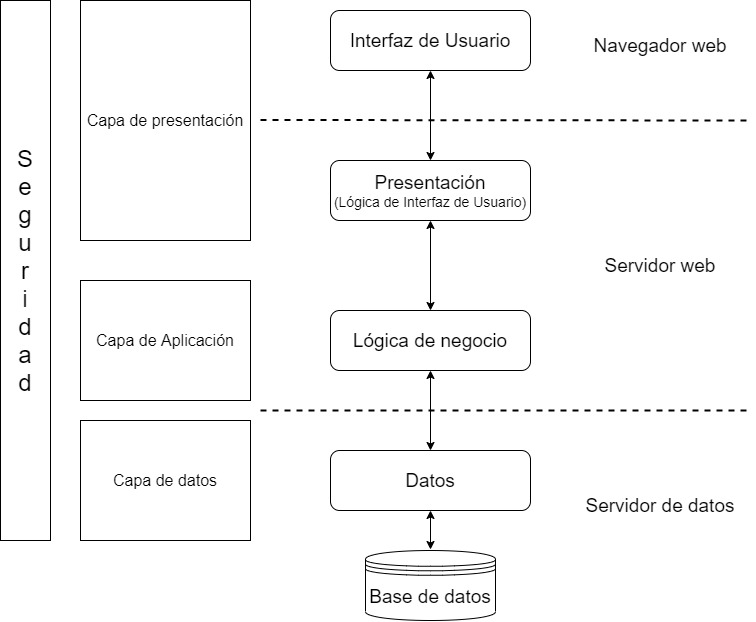 Seguridad
Capa de presentación
Capa de Aplicación
Capa de datos
Interfaz de Usuario
Presentación
(Lógica de Interfaz de Usuario)
Lógica de negocio
Datos
Base de datos
Navegador web
Servidor web
Servidor de datos